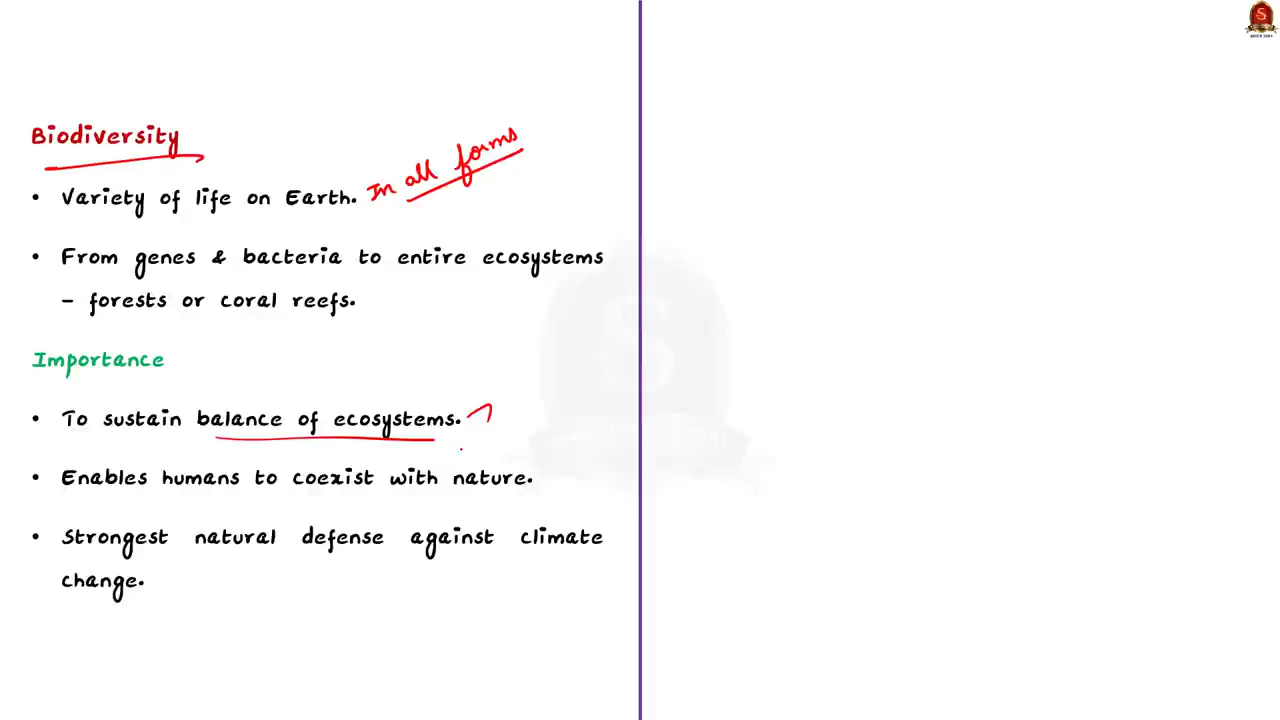 Biodiversity
• Variety of life on Earth. In all forms
• From genes & bacteria to entire ecosystems
– forests or coral reefs.
Importance
• To sustain balance of ecosystems.
• Enables humans to coexist with nature.
• Strongest natural defense against climate
change.
S